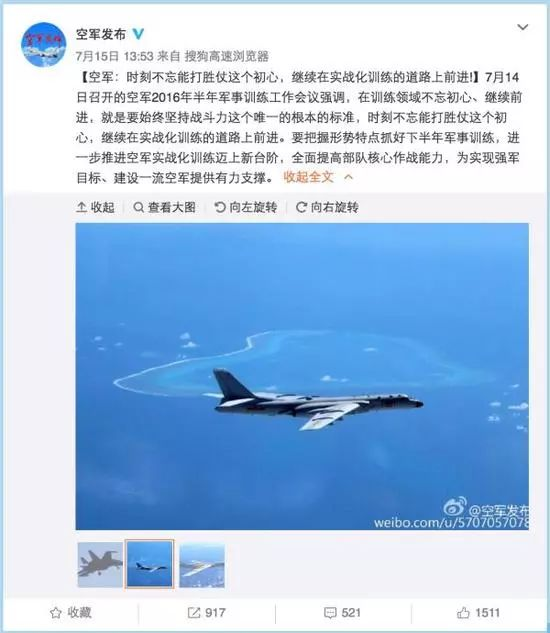 空军发布
空军发布
7月15日 13:53 来自 搜狗高速浏览器
【空军：时刻不忘能打胜仗这个初心，继续在实战化训练的道路上前进!】7月14
日召开的空军2016年半年军事训练工作会议强调，在训练领域不忘初心、继续前
进，就是要始终坚持战斗力这个唯一的根本的标准，时刻不忘能打胜仗这个初
心，继续在实战化训练的道路上前进。要把握形势特点抓好下半年军事训练，进
一步推进空军实战化训练迈上新台阶，全面提高部队核心作战能力，为实现强军
目标、建设一流空军提供有力支撑。 收起全文
收起 查看大图 向左旋转 向右旋转
@空军发布
weibo.com/u/5707057078
收藏 917 521 1511